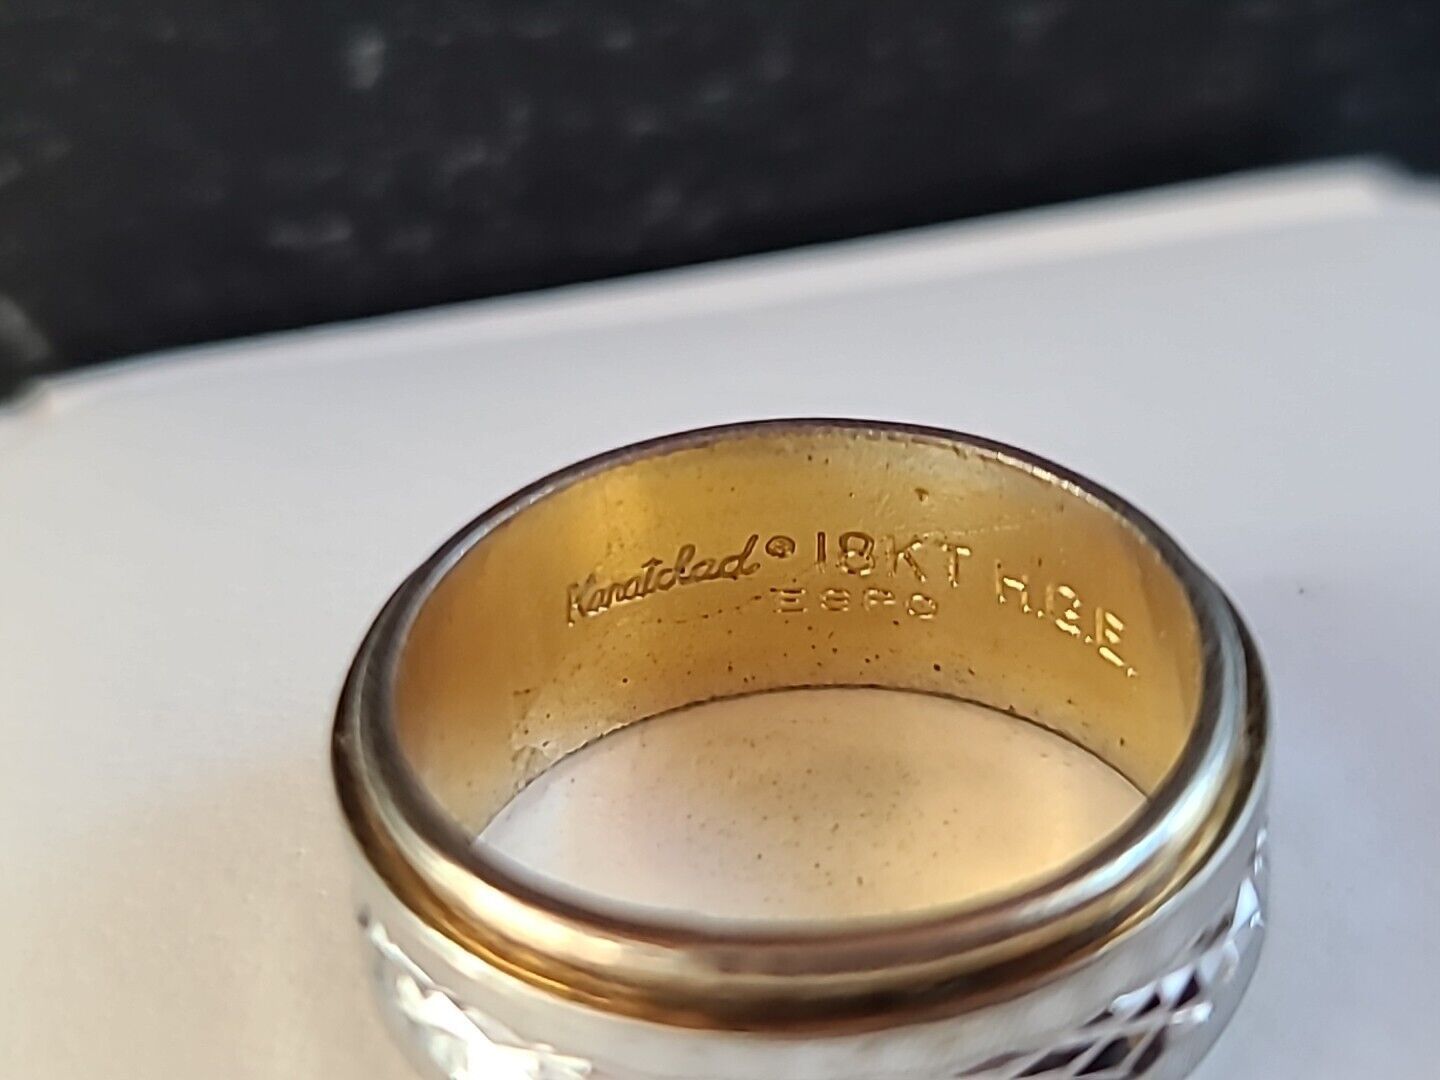 Karatclad® 18KT H.G.E.
ESPO